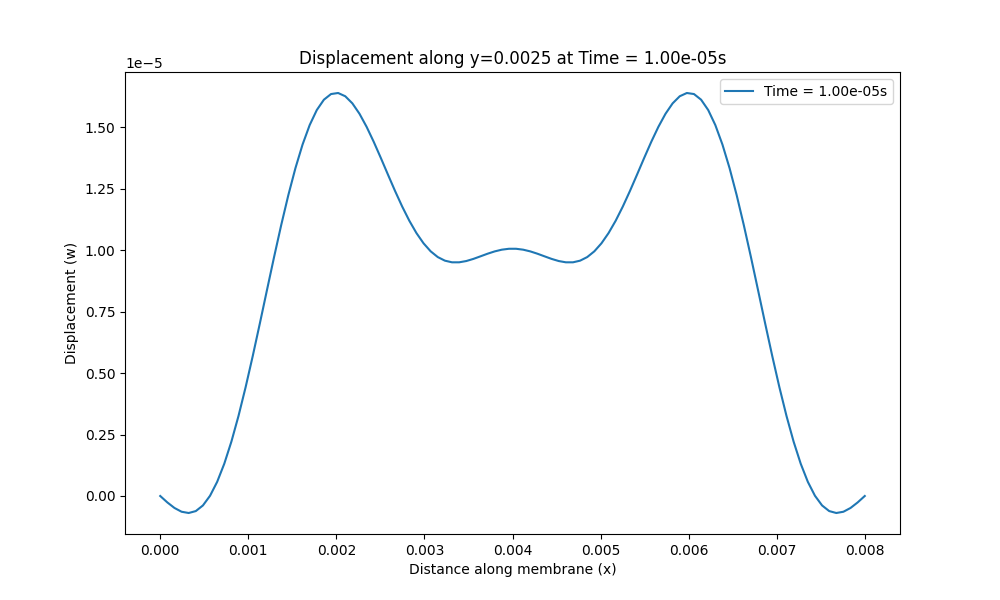 Displacement along y=0.0025 at Time = 1.00e-05s
1e−5
Time = 1.00e-05s
1.50
1.25
1.00
0.75
0.50
0.25
0.00
Displacement (w)
0.000 0.001 0.002 0.003 0.004 0.005 0.006 0.007 0.008
Distance along membrane (x)